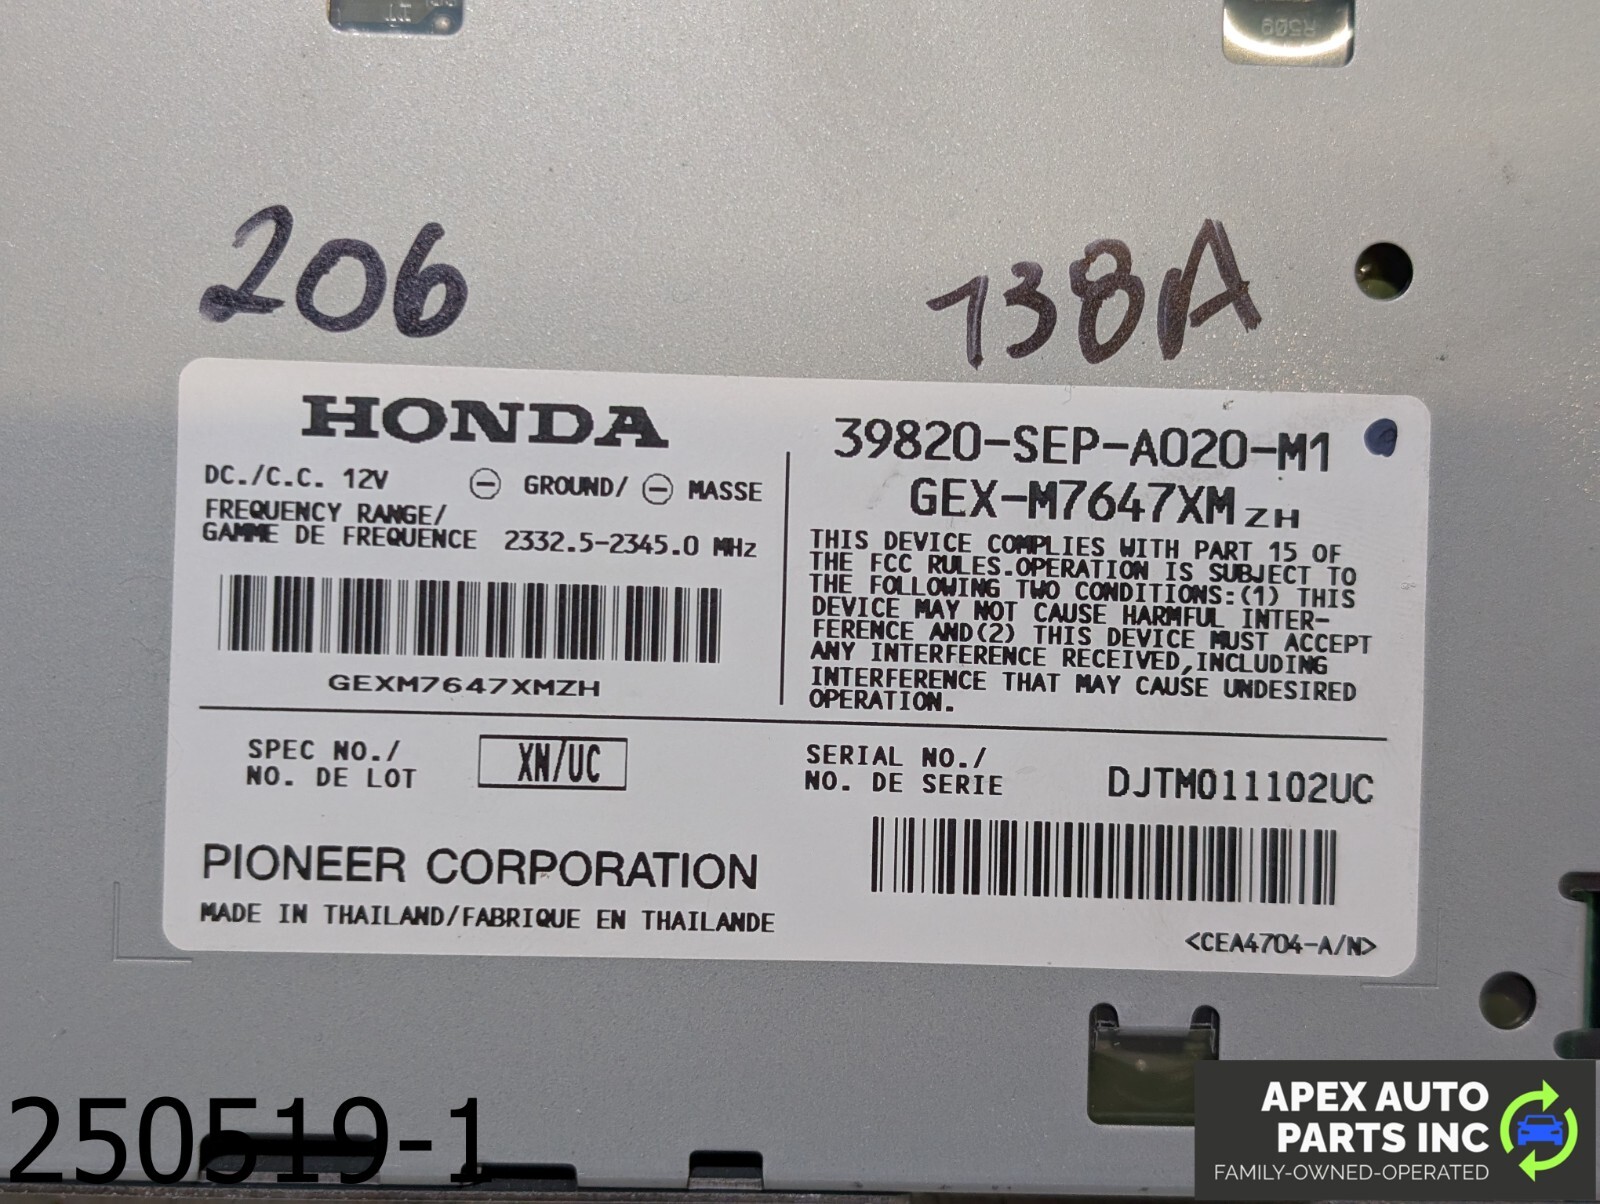 206
138A
HONDA
DC./C.C. 12V ⊖ GROUND/ ⊖ MASSE
FREQUENCY RANGE/
GAMME DE FREQUENCE 2332.5-2345.0 MHz
GEXM7647XMZH
39820-SEP-A020-M1
GEX-M7647XM ZH
THIS DEVICE COMPLIES WITH PART 15 OF
THE FCC RULES.OPERATION IS SUBJECT TO
THE FOLLOWING TWO CONDITIONS:(1) THIS
DEVICE MAY NOT CAUSE HARMFUL INTER-
FERENCE AND(2) THIS DEVICE MUST ACCEPT
ANY INTERFERENCE RECEIVED,INCLUDING
INTERFERENCE THAT MAY CAUSE UNDESIRED
OPERATION.
SPEC NO./
NO. DE LOT
XN/UC
SERIAL NO./
NO. DE SERIE
DJTM011102UC
PIONEER CORPORATION
MADE IN THAILAND/FABRIQUE EN THAILANDE
<CEA4704-A/N>
250519-1
APEX AUTO
PARTS INC
FAMILY-OWNED-OPERATED